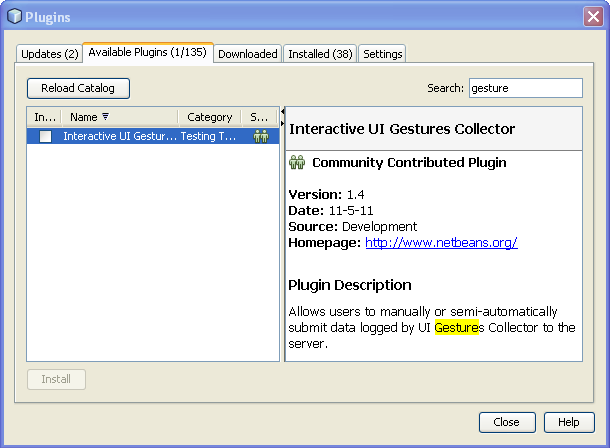 Plugins
Updates (2) Available Plugins (1/135) Downloaded Installed (38) Settings
Reload Catalog Search: gesture
In... Name Category S...
Interactive UI Gestur... Testing T...
Interactive UI Gestures Collector
Community Contributed Plugin
Version: 1.4
Date: 11-5-11
Source: Development
Homepage: http://www.netbeans.org/
Plugin Description
Allows users to manually or semi-automatically
submit data logged by UI Gestures Collector to the
server.
Install
Close Help